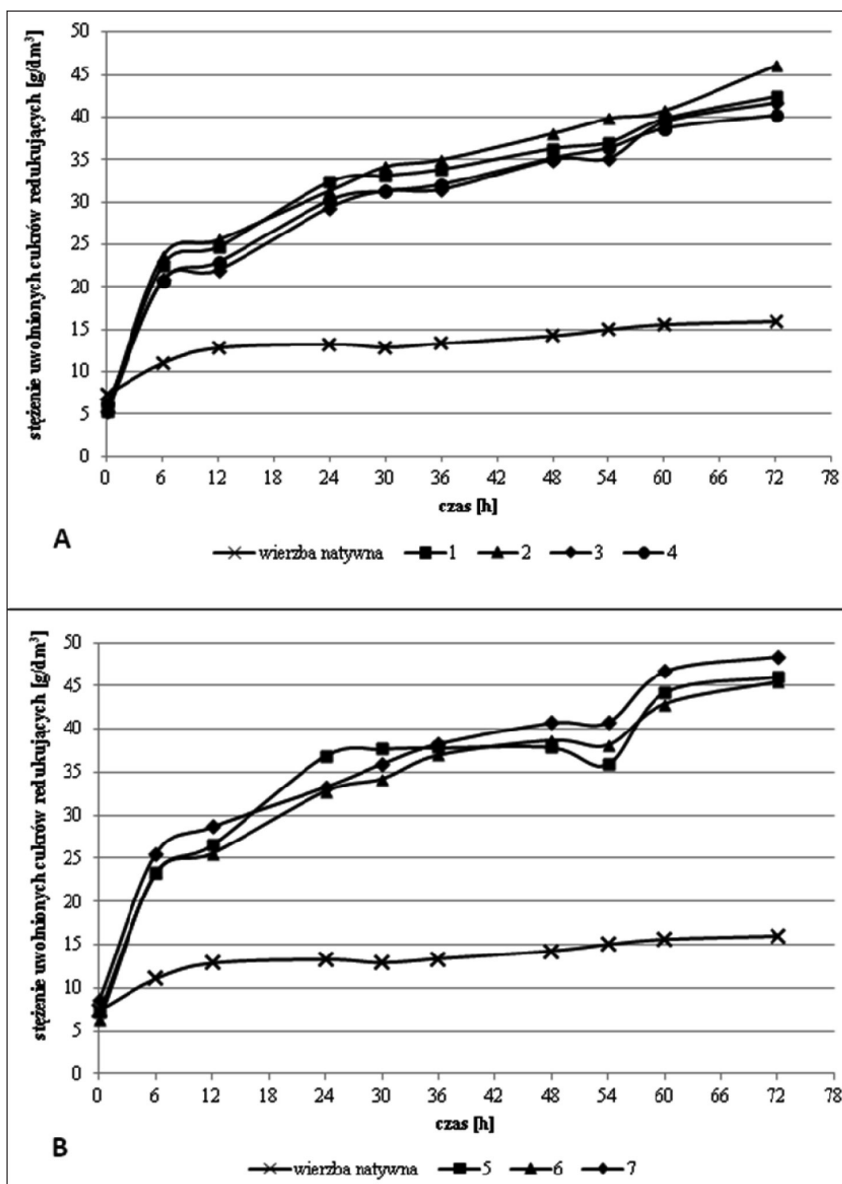 stężenie uwolnionych cukrów redukujących [g/dm³]
50
45
40
35
30
25
20
15
10
5
0
0 6 12 18 24 30 36 42 48 54 60 66 72 78
czas [h]
A
wierzba natywna 1 2 3 4
stężenie uwolnionych cukrów redukujących [g/dm³]
50
45
40
35
30
25
20
15
10
5
0
0 6 12 18 24 30 36 42 48 54 60 66 72 78
czas [h]
B
wierzba natywna 5 6 7